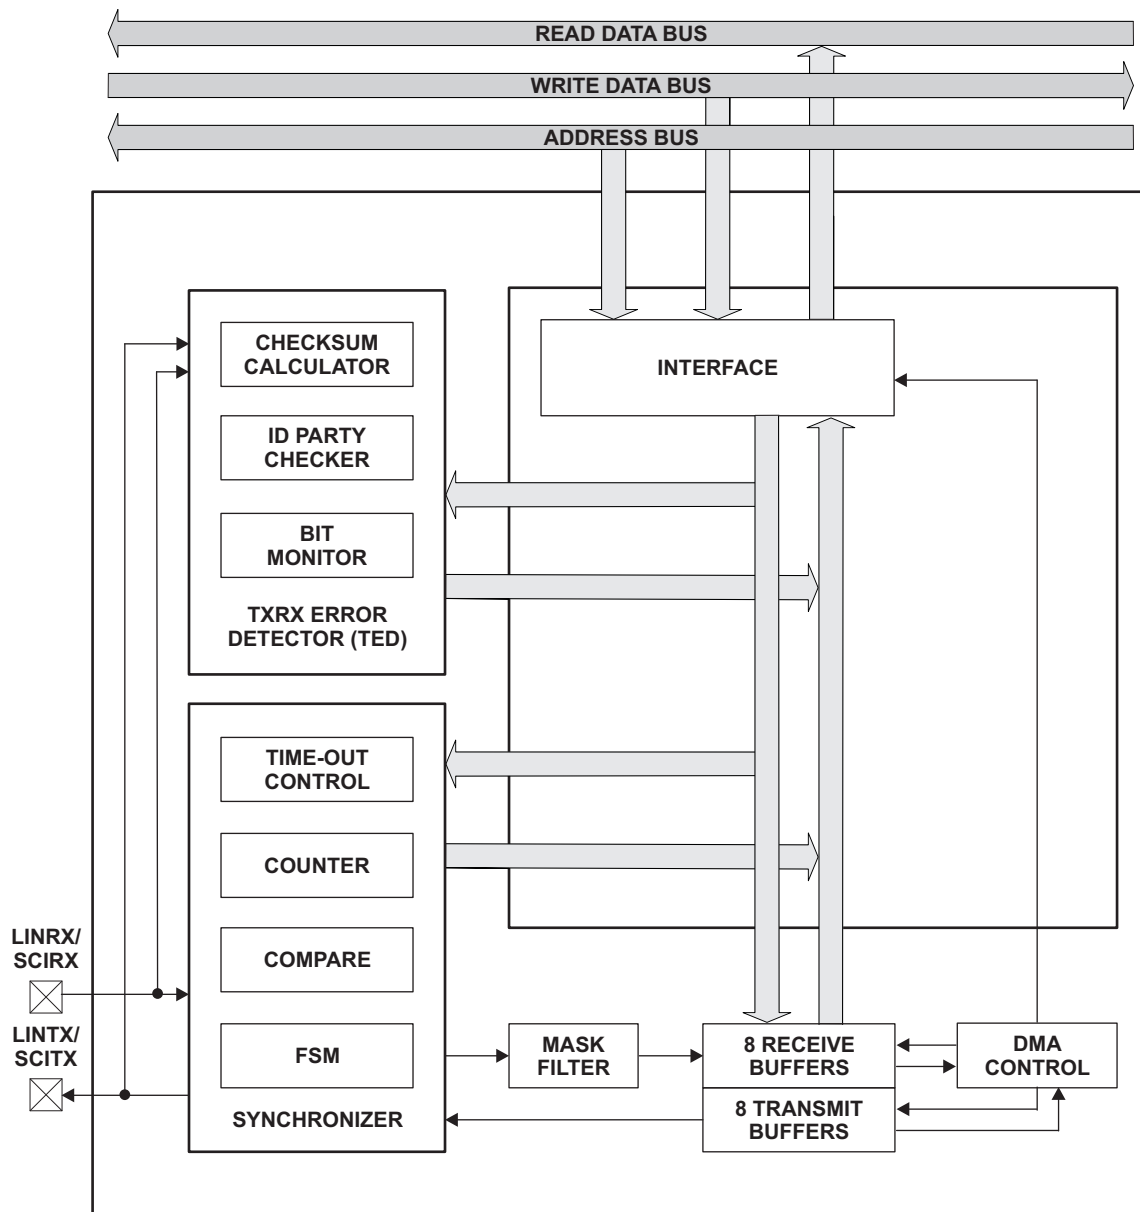 READ DATA BUS
WRITE DATA BUS
ADDRESS BUS
CHECKSUM
CALCULATOR
INTERFACE
ID PARTY
CHECKER
BIT
MONITOR
TXRX ERROR
DETECTOR (TED)
TIME-OUT
CONTROL
COUNTER
COMPARE
LINRX/
SCIRX
LINTX/
SCITX
FSM
SYNCHRONIZER
MASK
FILTER
8 RECEIVE
BUFFERS
8 TRANSMIT
BUFFERS
DMA
CONTROL